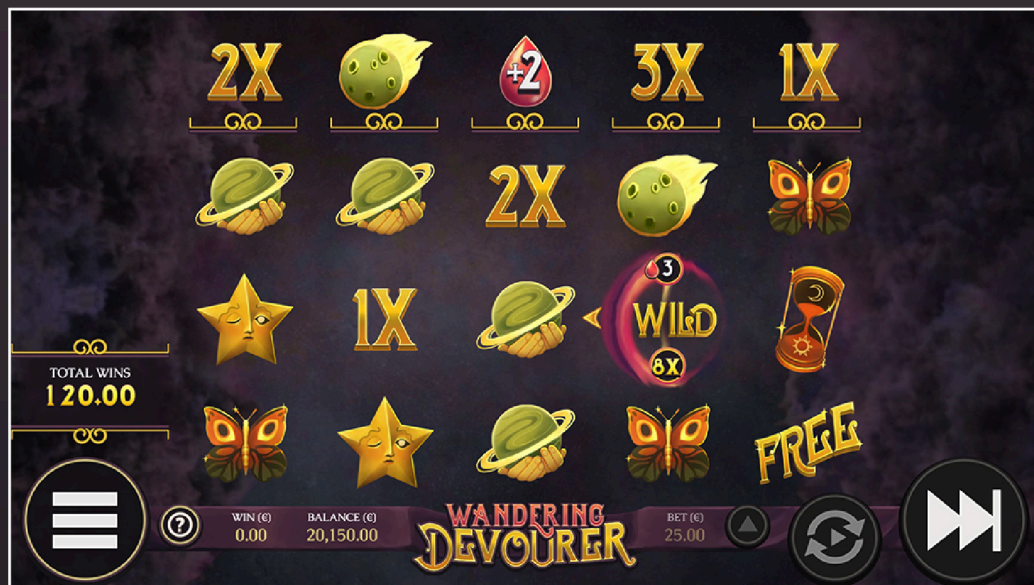 2X +2 3X 1X
2X
3
1X WILD
8X
TOTAL WINS
120.00
FREE
WIN (€) BALANCE (€) BET (€)
0.00 20,150.00 25.00
WANDERING
DEVOURER
?